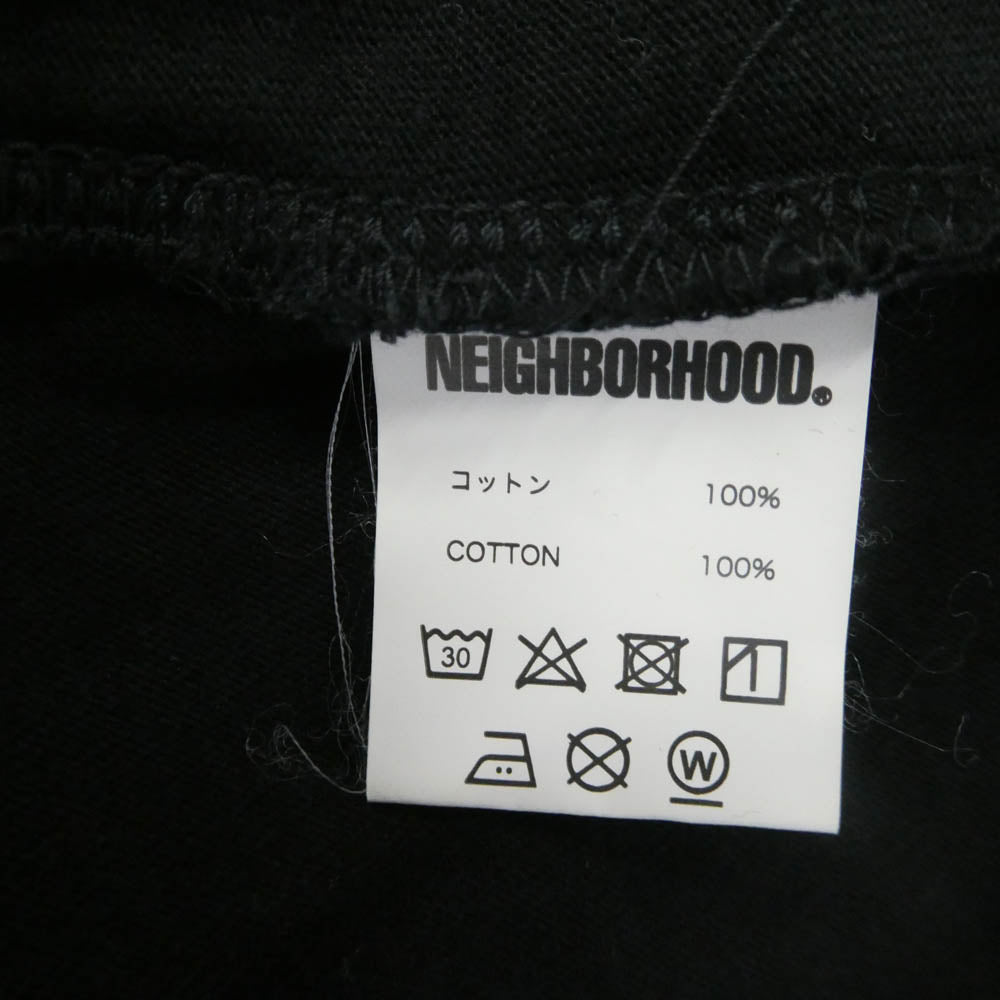 NEIGHBORHOOD.
コットン 100%
COTTON 100%
30
W